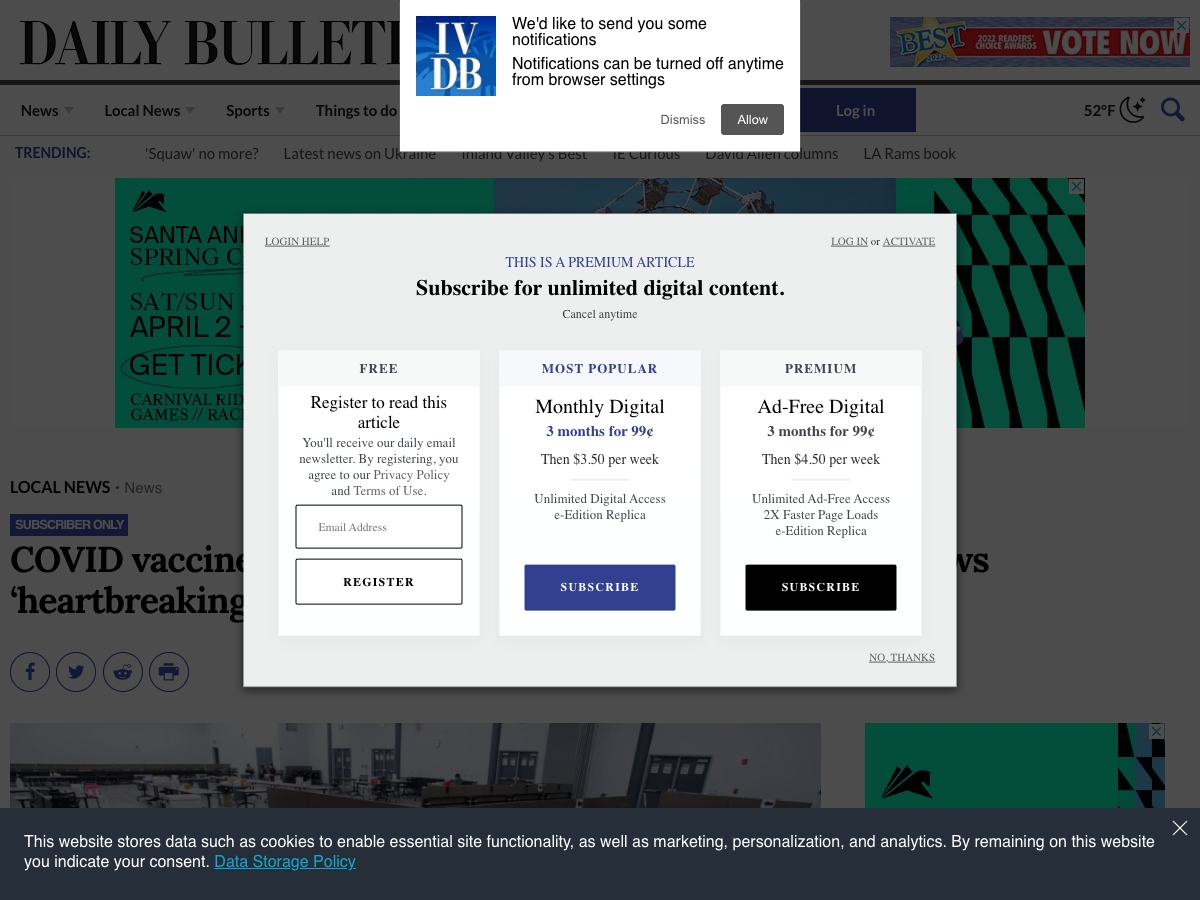 DAILY BULLET
IV
DB
We'd like to send you some
notifications
Notifications can be turned off anytime
from browser settings
Dismiss
Allow
BEST
2022
2022 READERS'
CHOICE AWARDS
VOTE NOW
News
Local News
Sports
Things to do
Log in
52°F
TRENDING:
'Squaw' no more?
Latest news on Ukraine
Inland Valley's Best
IE Curious
David Allen columns
LA Rams book
SANTA
SPRING
SAT/SUN
APRIL 2
GET
CARNIVAL
GAMES //
LOGIN HELP
LOG IN or ACTIVATE
THIS IS A PREMIUM ARTICLE
Subscribe for unlimited digital content.
Cancel anytime
FREE
Register to read this
article
You'll receive our daily email
newsletter. By registering, you
agree to our Privacy Policy
and Terms of Use.
Email Address
REGISTER
MOST POPULAR
Monthly Digital
3 months for 99¢
Then $3.50 per week
Unlimited Digital Access
e-Edition Replica
SUBSCRIBE
PREMIUM
Ad-Free Digital
3 months for 99¢
Then $4.50 per week
Unlimited Ad-Free Access
2X Faster Page Loads
e-Edition Replica
SUBSCRIBE
NO, THANKS
LOCAL NEWS • News
SUBSCRIBER ONLY
COVID vaccine
ws
‘heartbreaking
This website stores data such as cookies to enable essential site functionality, as well as marketing, personalization, and analytics. By remaining on this website
you indicate your consent. Data Storage Policy